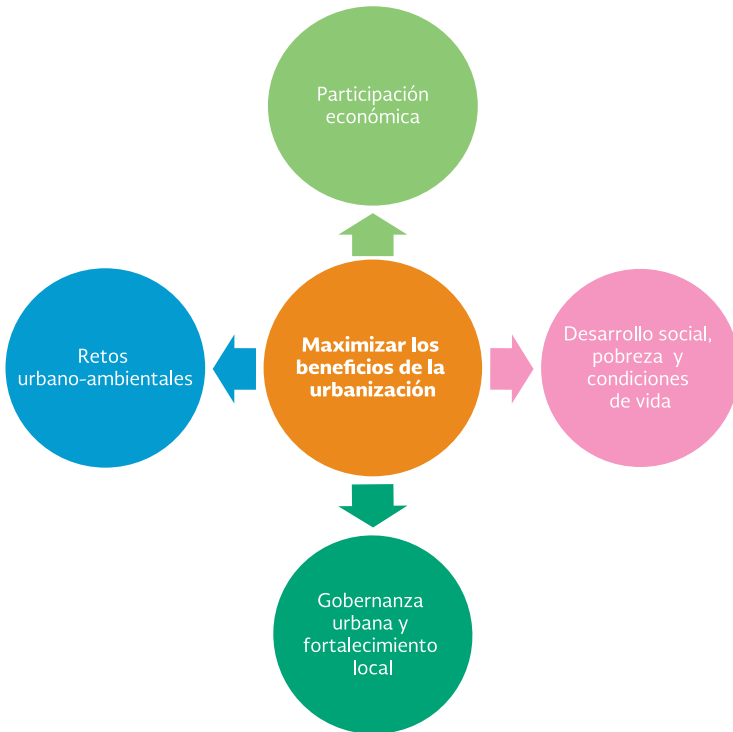 Participación
económica
Retos
urbano-ambientales
Maximizar los
beneficios de la
urbanización
Desarrollo social,
pobreza y
condiciones
de vida
Gobernanza
urbana y
fortalecimiento
local